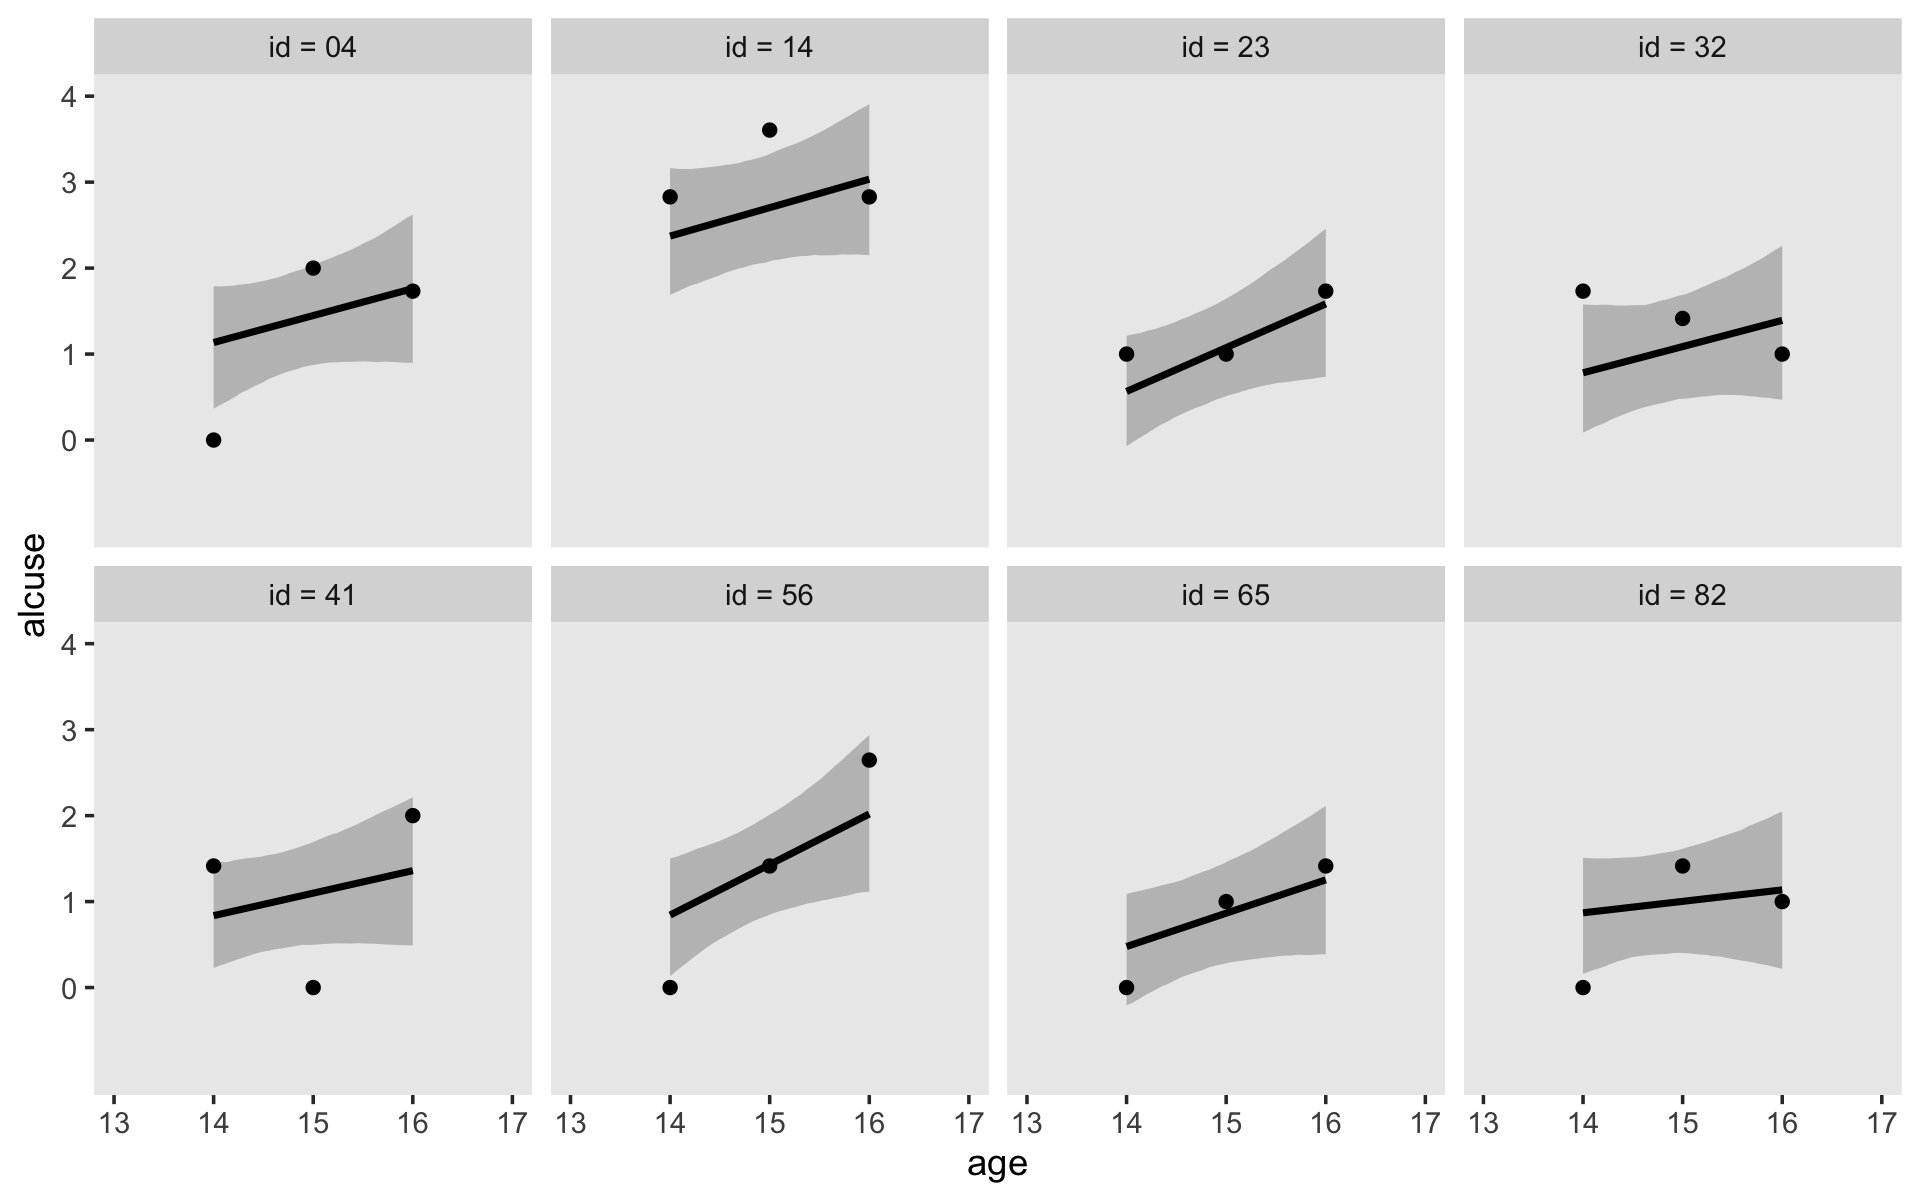 id = 04 id = 14 id = 23 id = 32
4
3
2
1
0
alcuse
id = 41 id = 56 id = 65 id = 82
4
3
2
1
0
13 14 15 16 17 13 14 15 16 17 13 14 15 16 17 13 14 15 16 17
age